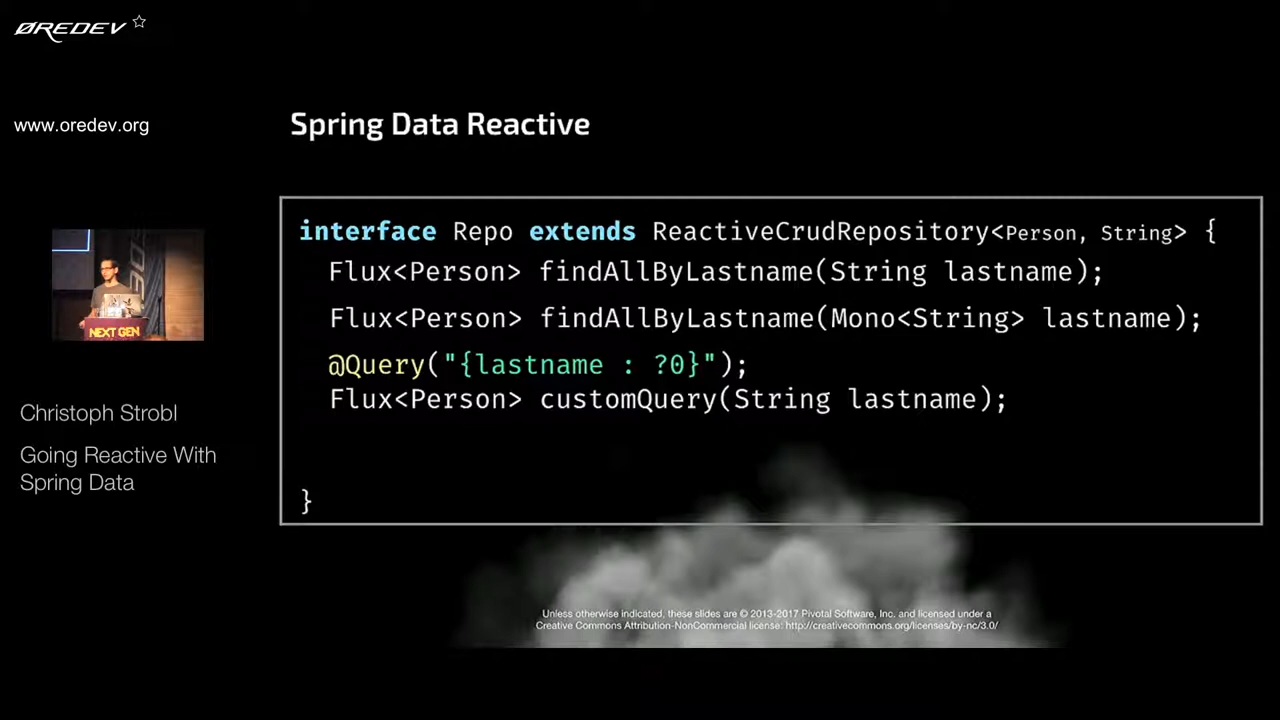 ØREDEV
www.oredev.org
Spring Data Reactive
interface Repo extends ReactiveCrudRepository<Person, String> {
Flux<Person> findAllByLastname(String lastname);
Flux<Person> findAllByLastname(Mono<String> lastname);
@Query("{lastname : ?0}");
Flux<Person> customQuery(String lastname);
}
NEXT GEN
Christoph Strobl
Going Reactive With
Spring Data
Unless otherwise indicated, these slides are © 2013-2017 Pivotal Software, Inc. and licensed under a
Creative Commons Attribution-NonCommercial license: http://creativecommons.org/licenses/by-nc/3.0/